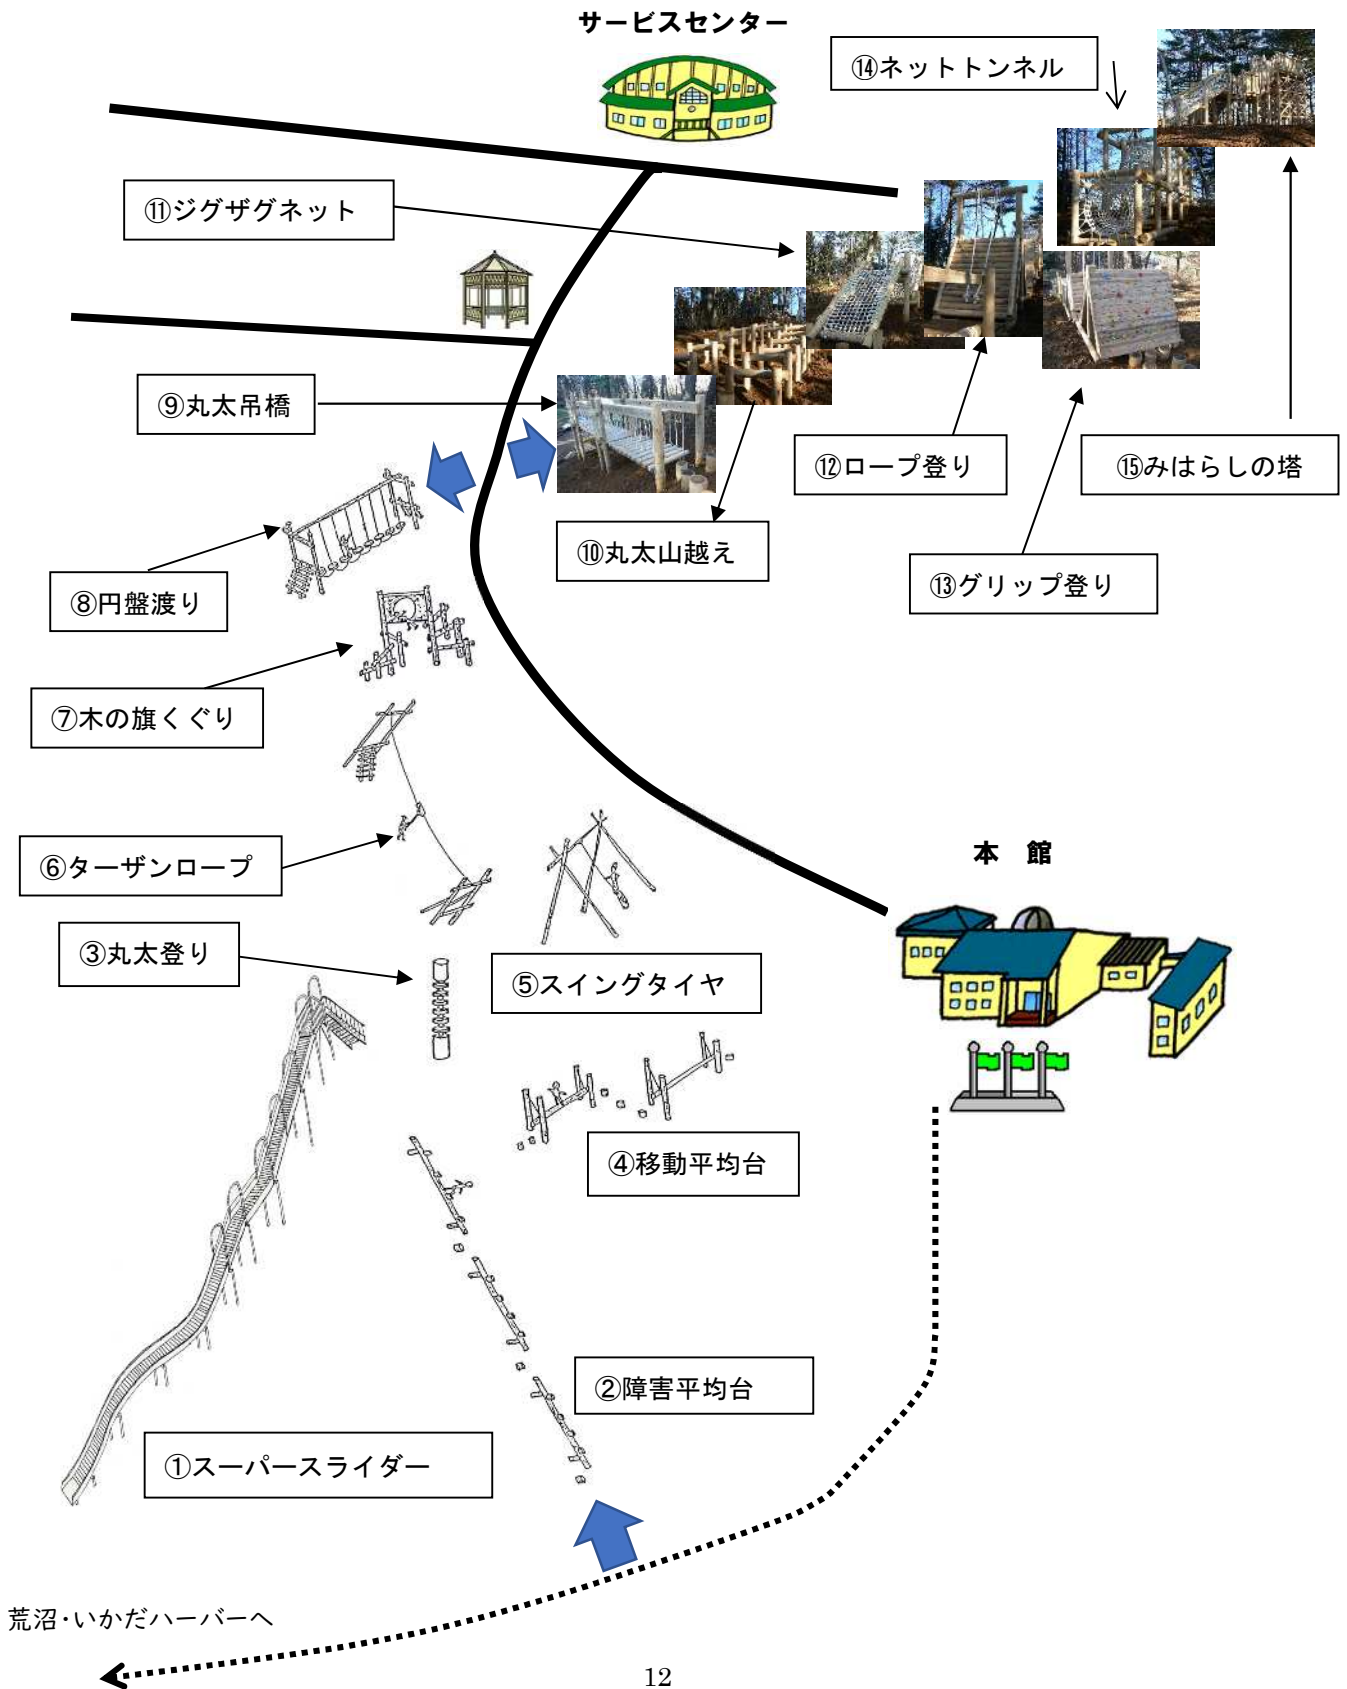 サービスセンター
⑭ネットトンネル
⑪ジグザグネット
⑨丸太吊橋
⑫ロープ登り
⑮みはらしの塔
⑩丸太山越え
⑬グリップ登り
⑧円盤渡り
⑦木の旗くぐり
⑥ターザンロープ
本 館
③丸太登り
⑤スイングタイヤ
④移動平均台
②障害平均台
①スーパースライダー
荒沼・いかだハーバーへ
12